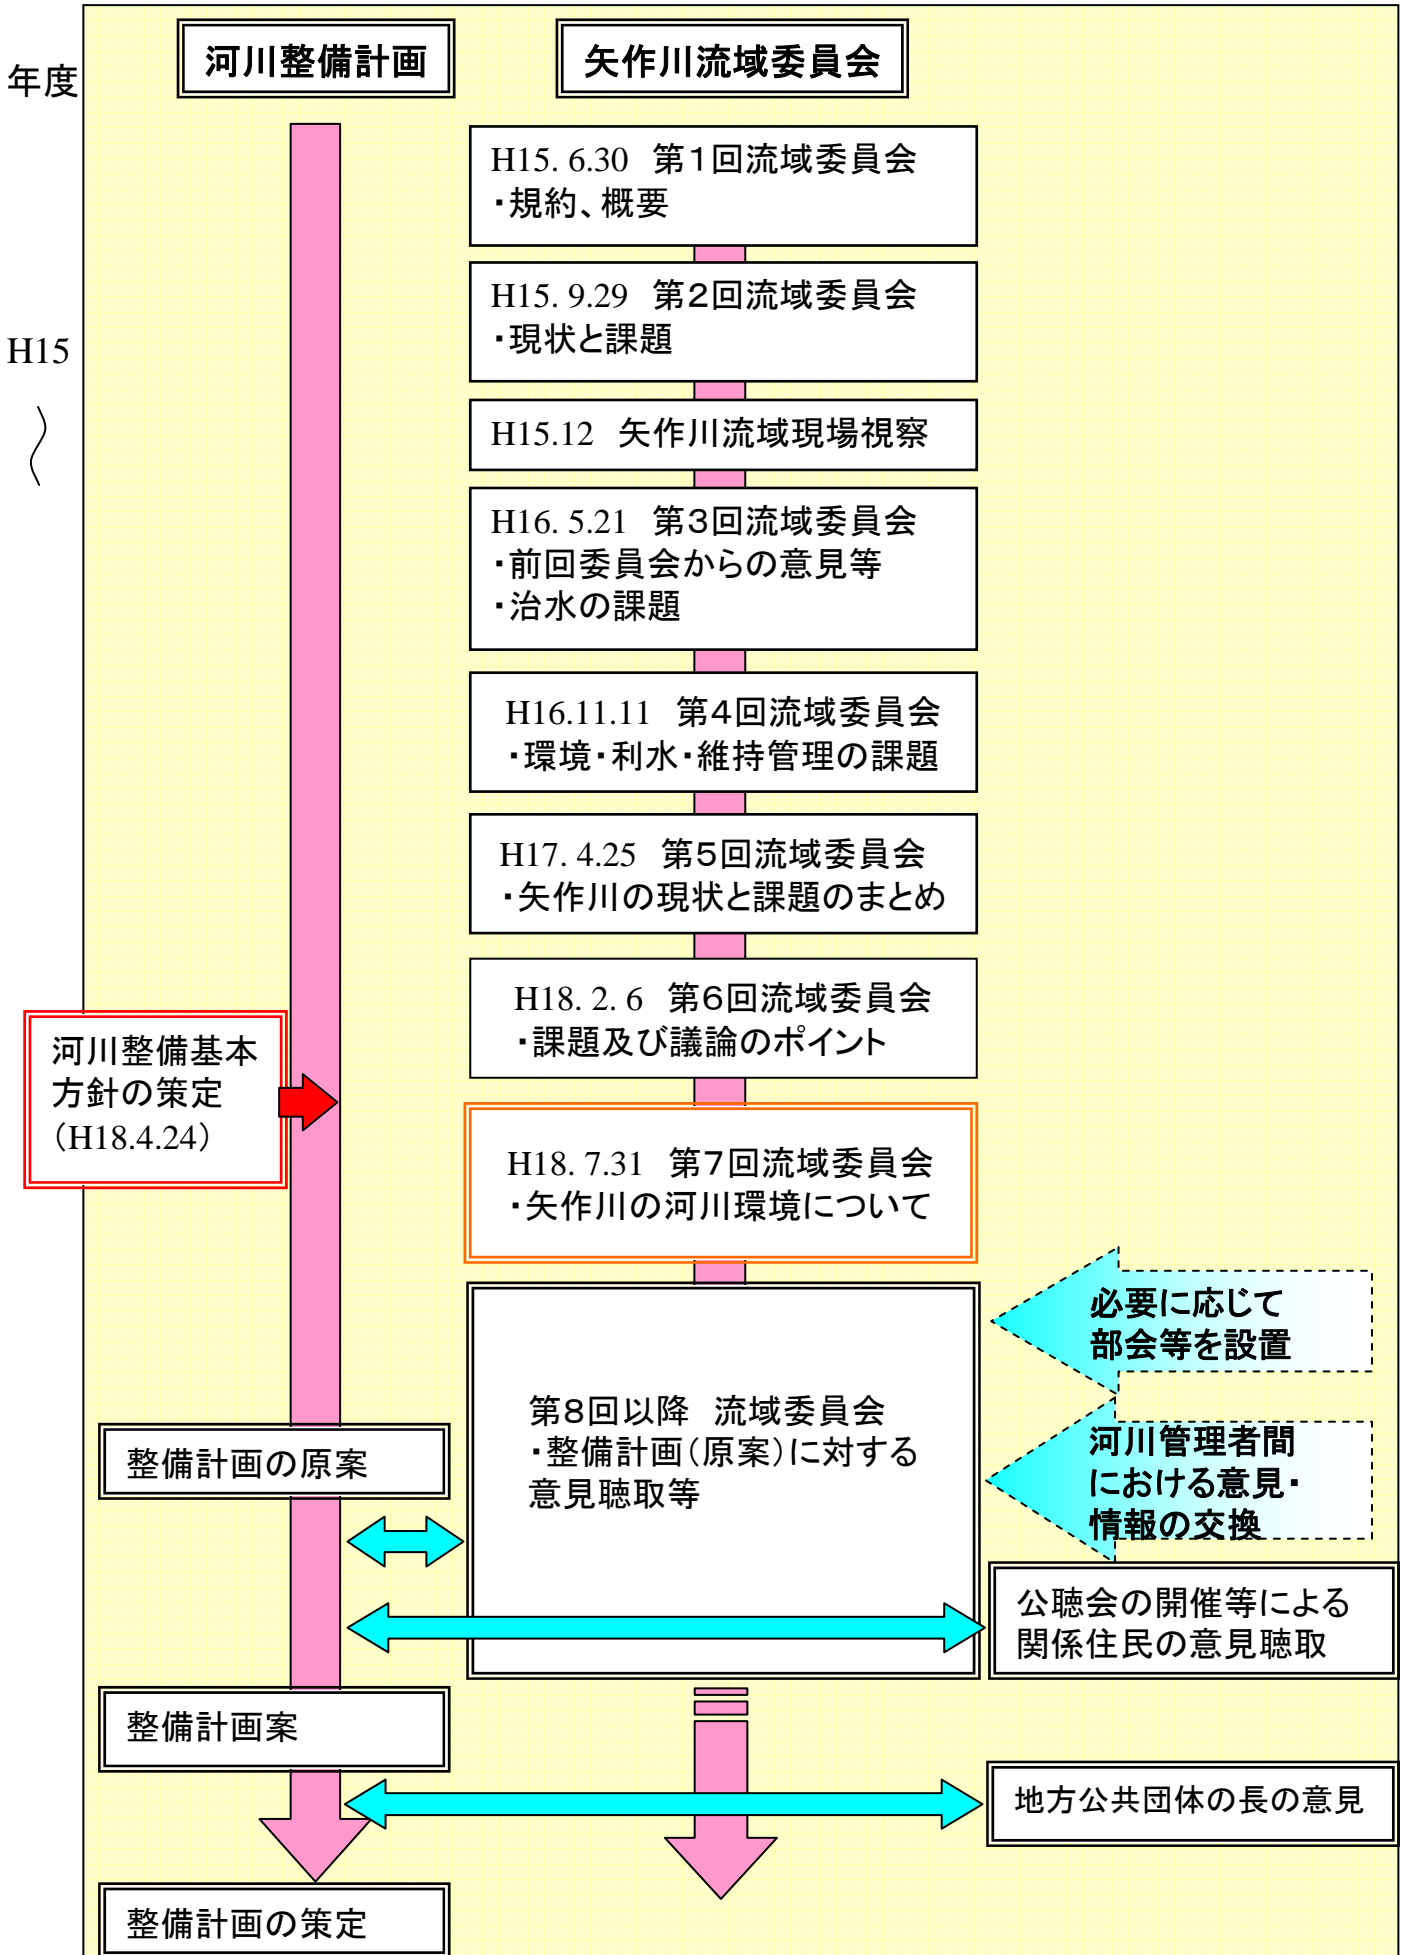 年度
河川整備計画
矢作川流域委員会
H15. 6.30 第1回流域委員会
・規約、概要
H15. 9.29 第2回流域委員会
・現状と課題
H15
～
H15.12 矢作川流域現場視察
H16. 5.21 第3回流域委員会
・前回委員会からの意見等
・治水の課題
H16.11.11 第4回流域委員会
・環境・利水・維持管理の課題
H17. 4.25 第5回流域委員会
・矢作川の現状と課題のまとめ
H18. 2. 6 第6回流域委員会
・課題及び議論のポイント
河川整備基本
方針の策定
（H18.4.24）
H18. 7.31 第7回流域委員会
・矢作川の河川環境について
必要に応じて
部会等を設置
第8回以降 流域委員会
・整備計画（原案）に対する
意見聴取等
河川管理者間
における意見・
情報の交換
整備計画の原案
公聴会の開催等による
関係住民の意見聴取
整備計画案
地方公共団体の長の意見
整備計画の策定